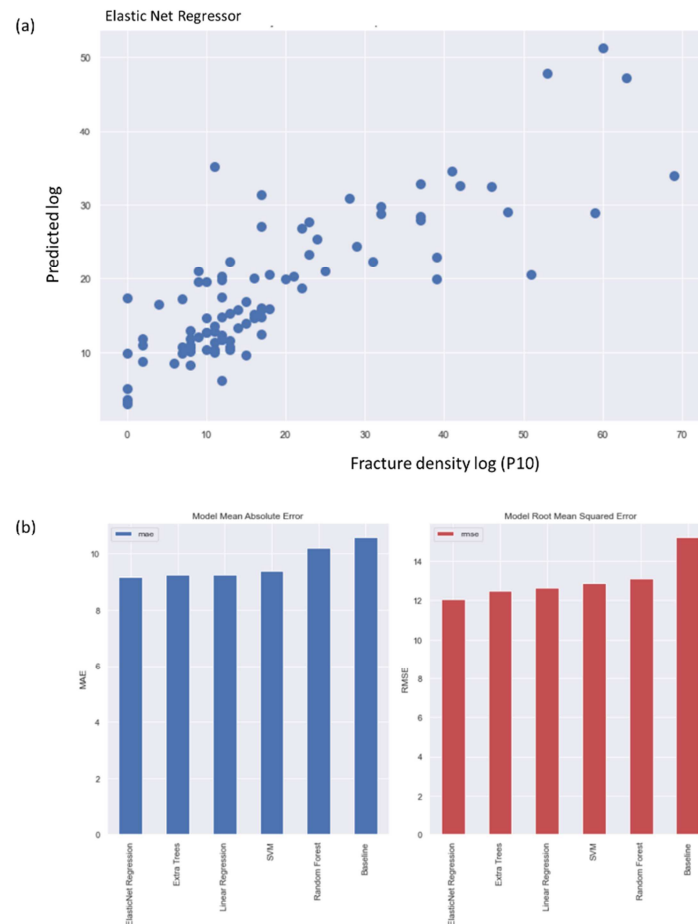 (a)
Elastic Net Regressor
50
40
30
20
10
Predicted log
0 10 20 30 40 50 60 70
Fracture density log (P10)
(b)
Model Mean Absolute Error
mae
10
8
6
4
2
0
MAE
ElasticNet Regression
Extra Trees
Linear Regression
SVM
Random Forest
Baseline
Model Root Mean Squared Error
rmse
14
12
10
8
6
4
2
0
RMSE
ElasticNet Regression
Extra Trees
Linear Regression
SVM
Random Forest
Baseline